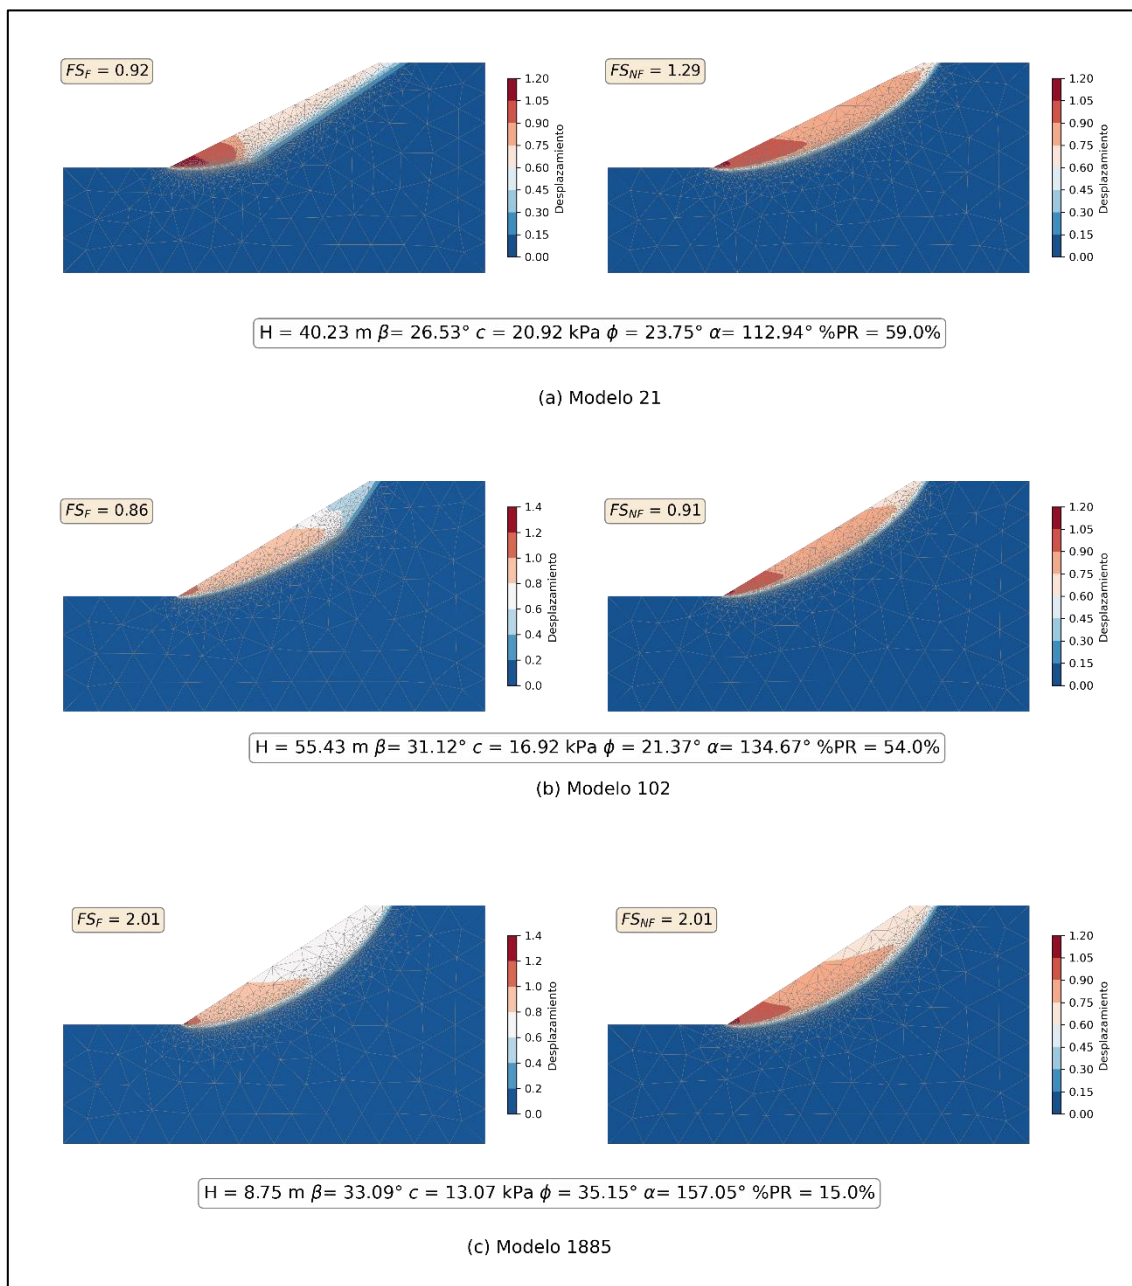 FS_F = 0.92
1.20
1.05
0.90
0.75
0.60
0.45
0.30
0.15
0.00
Desplazamiento
FS_NF = 1.29
1.20
1.05
0.90
0.75
0.60
0.45
0.30
0.15
0.00
Desplazamiento
H = 40.23 m β= 26.53° c = 20.92 kPa ϕ = 23.75° α= 112.94° %PR = 59.0%
(a) Modelo 21
FS_F = 0.86
1.4
1.2
1.0
0.8
0.6
0.4
0.2
0.0
Desplazamiento
FS_NF = 0.91
1.20
1.05
0.90
0.75
0.60
0.45
0.30
0.15
0.00
Desplazamiento
H = 55.43 m β= 31.12° c = 16.92 kPa ϕ = 21.37° α= 134.67° %PR = 54.0%
(b) Modelo 102
FS_F = 2.01
1.4
1.2
1.0
0.8
0.6
0.4
0.2
0.0
Desplazamiento
FS_NF = 2.01
1.20
1.05
0.90
0.75
0.60
0.45
0.30
0.15
0.00
Desplazamiento
H = 8.75 m β= 33.09° c = 13.07 kPa ϕ = 35.15° α= 157.05° %PR = 15.0%
(c) Modelo 1885